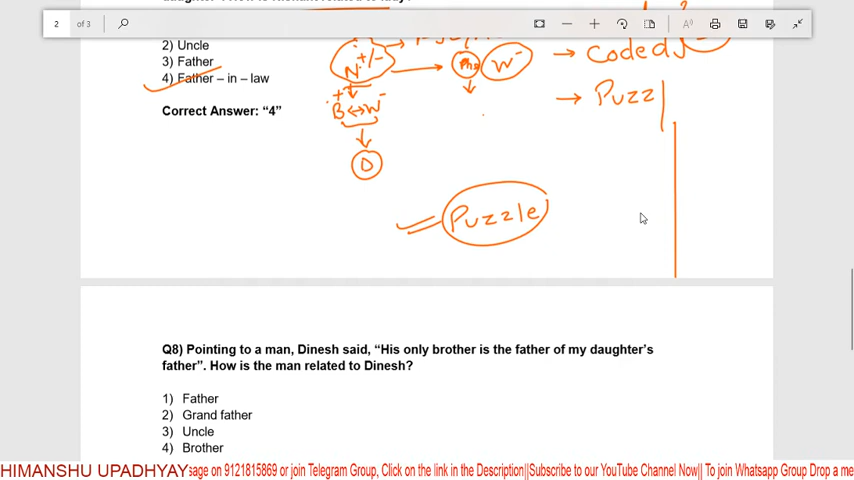 2 of 3
2) Uncle
3) Father
4) Father – in – law
Correct Answer: “4”
N +/-
W -
+ B ↔ W -
D
→ Coded
→ Puzz
Puzzle
Q8) Pointing to a man, Dinesh said, “His only brother is the father of my daughter’s
father”. How is the man related to Dinesh?
1) Father
2) Grand father
3) Uncle
4) Brother
HIMANSHU UPADHYAY sage on 9121815869 or join Telegram Group, Click on the link in the Description||Subscribe to our YouTube Channel Now|| To join Whatsapp Group Drop a me